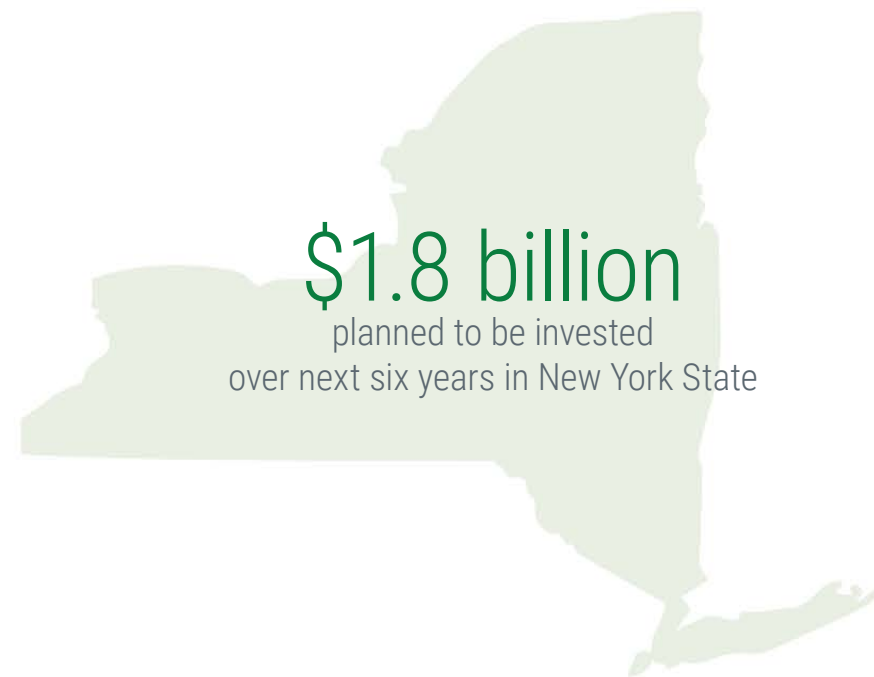 $1.8 billion
planned to be invested
over next six years in New York State